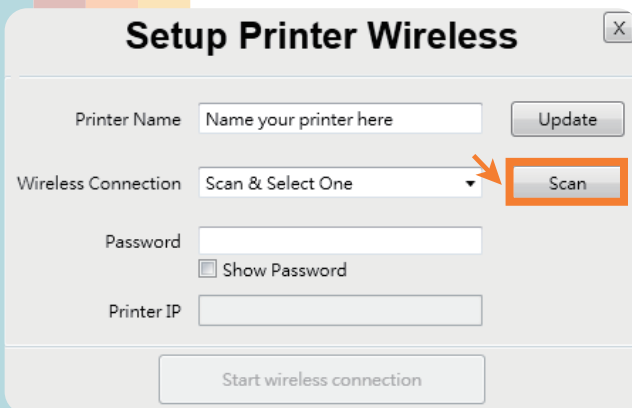 Setup Printer Wireless
X
Printer Name
Name your printer here
Update
Wireless Connection
Scan & Select One
Scan
Password
Show Password
Printer IP
Start wireless connection